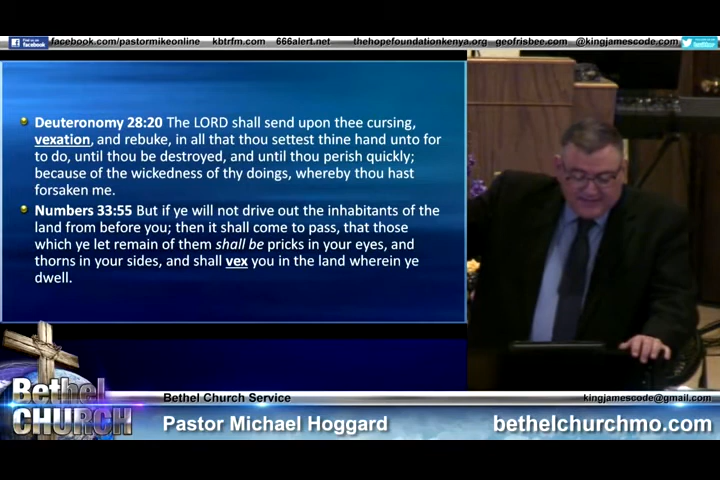 Find us on facebook
facebook.com/pastormikeonline kbtrfm.com 666alert.net thehopefoundationkenya.org geofrisbee.com @kingjamescode.com
Deuteronomy 28:20 The LORD shall send upon thee cursing,
vexation, and rebuke, in all that thou settest thine hand unto for
to do, until thou be destroyed, and until thou perish quickly;
because of the wickedness of thy doings, whereby thou hast
forsaken me.
Numbers 33:55 But if ye will not drive out the inhabitants of the
land from before you; then it shall come to pass, that those
which ye let remain of them shall be pricks in your eyes, and
thorns in your sides, and shall vex you in the land wherein ye
dwell.
Bethel
CHURCH
Bethel Church Service kingjamescode@gmail.com
Pastor Michael Hoggard bethelchurchmo.com